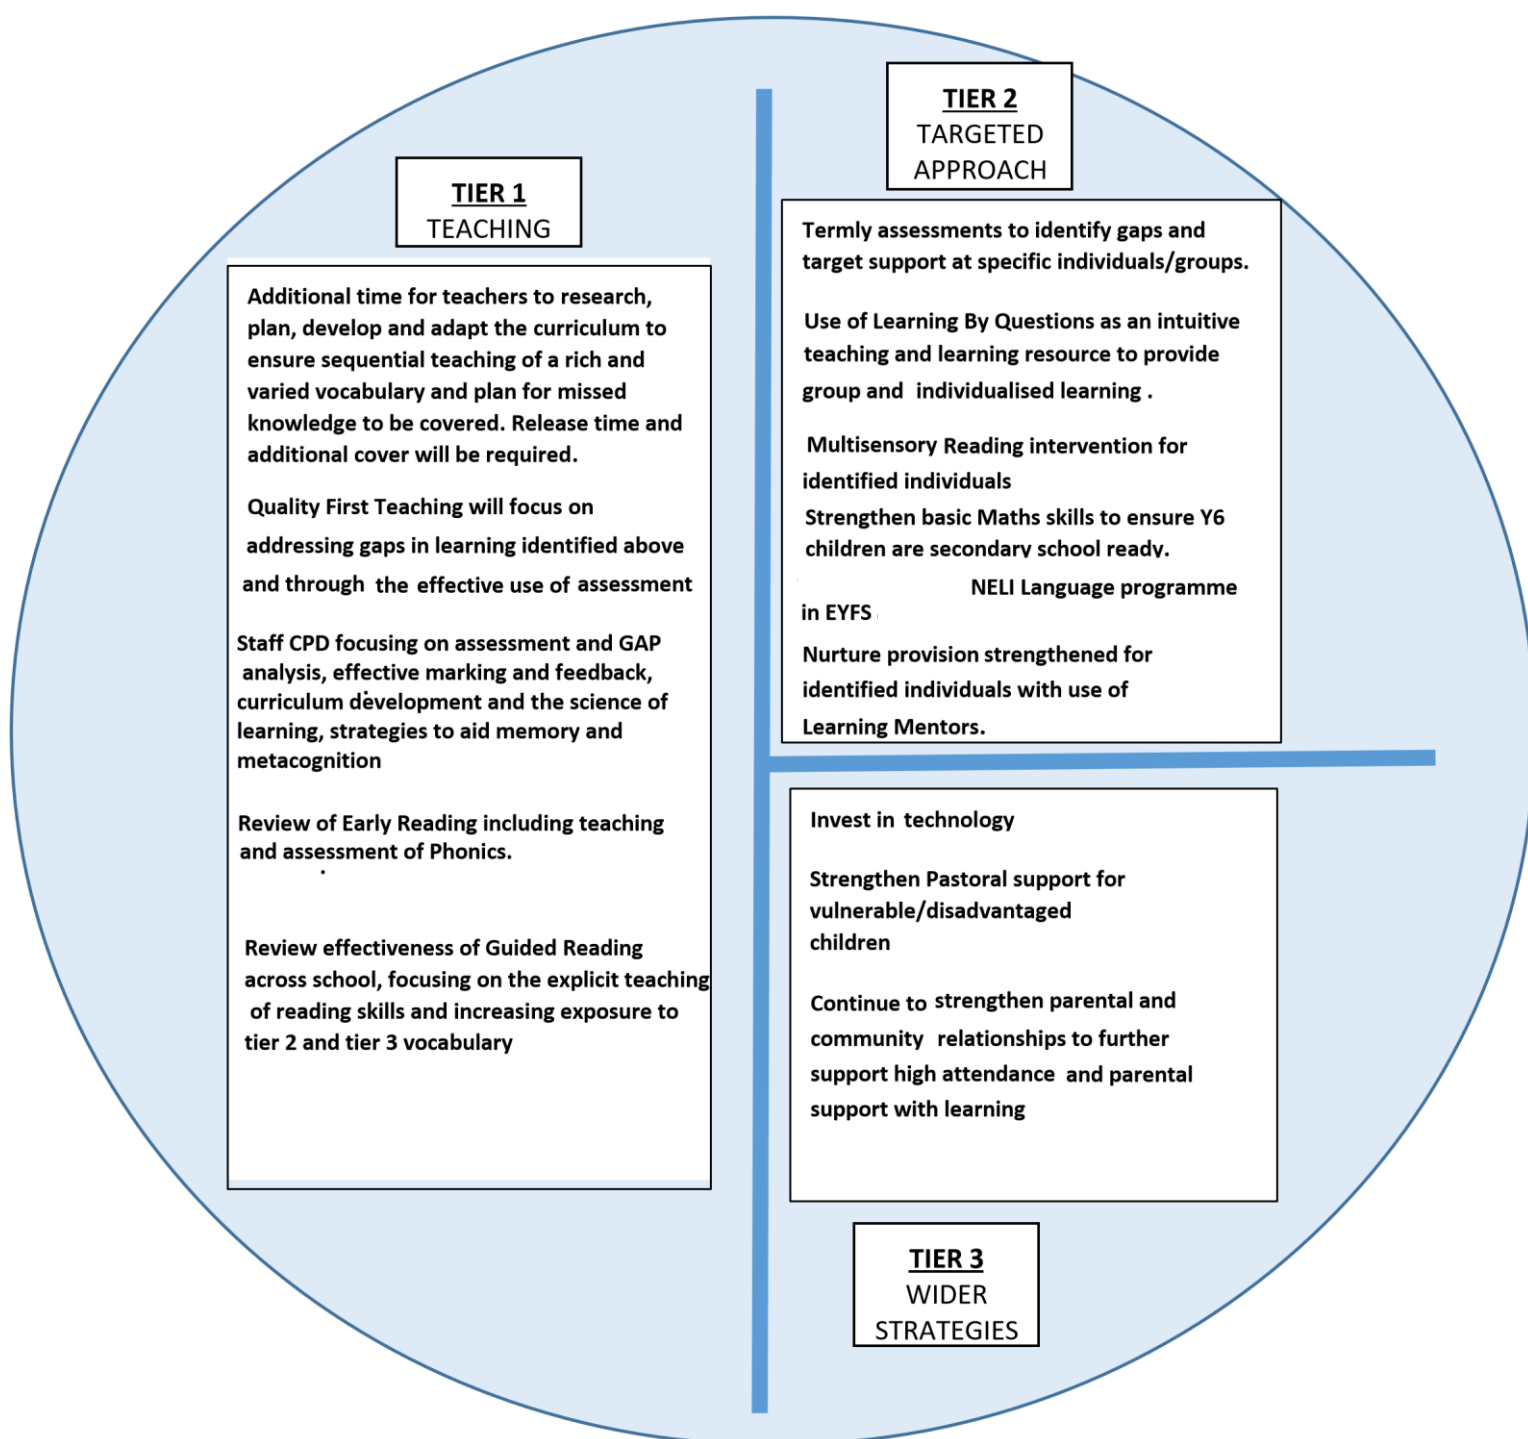 TIER 1
TEACHING
Additional time for teachers to research,
plan, develop and adapt the curriculum to
ensure sequential teaching of a rich and
varied vocabulary and plan for missed
knowledge to be covered. Release time and
additional cover will be required.
Quality First Teaching will focus on
addressing gaps in learning identified above
and through the effective use of assessment
Staff CPD focusing on assessment and GAP
analysis, effective marking and feedback,
curriculum development and the science of
learning, strategies to aid memory and
metacognition
Review of Early Reading including teaching
and assessment of Phonics.
.
Review effectiveness of Guided Reading
across school, focusing on the explicit teaching
of reading skills and increasing exposure to
tier 2 and tier 3 vocabulary
TIER 2
TARGETED
APPROACH
Termly assessments to identify gaps and
target support at specific individuals/groups.
Use of Learning By Questions as an intuitive
teaching and learning resource to provide
group and individualised learning .
Multisensory Reading intervention for
identified individuals
Strengthen basic Maths skills to ensure Y6
children are secondary school ready.
NELI Language programme
in EYFS
Nurture provision strengthened for
identified individuals with use of
Learning Mentors.
Invest in technology
Strengthen Pastoral support for
vulnerable/disadvantaged
children
Continue to strengthen parental and
community relationships to further
support high attendance and parental
support with learning
TIER 3
WIDER
STRATEGIES